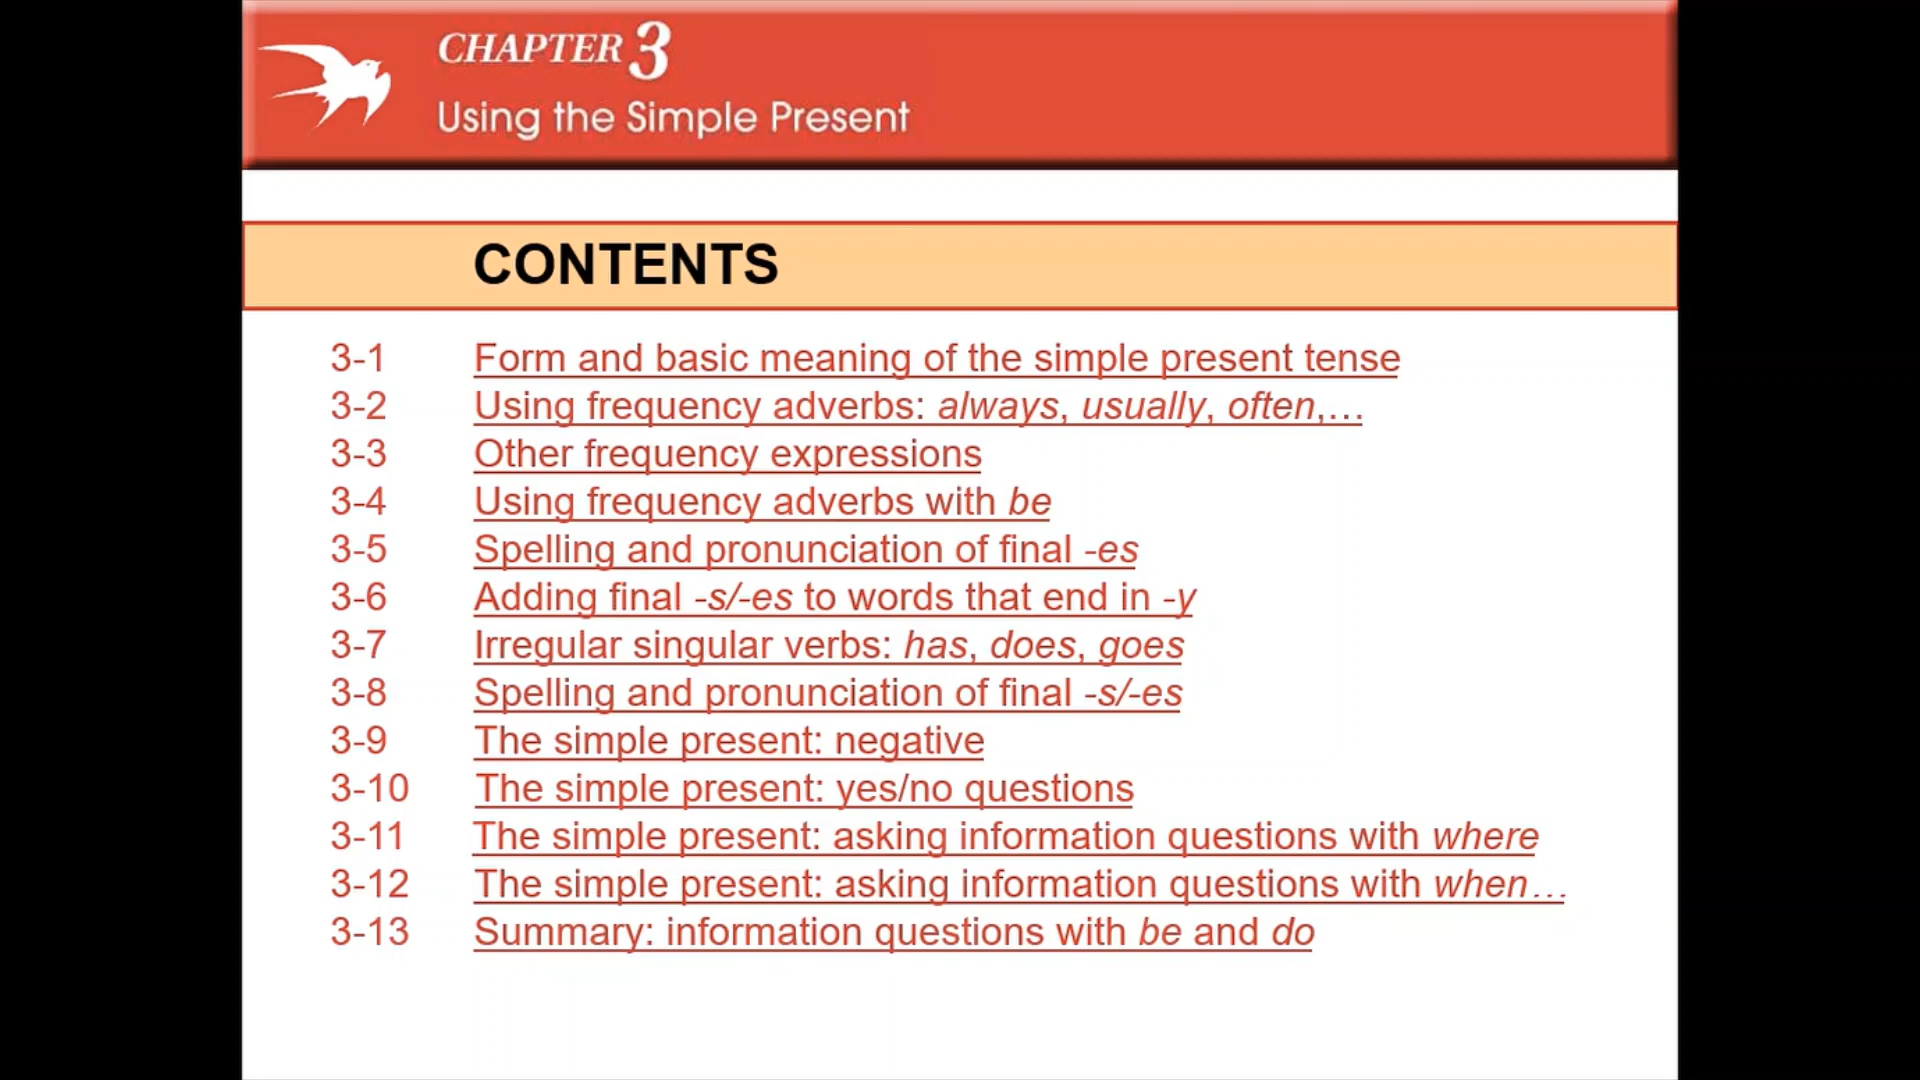 CHAPTER 3
Using the Simple Present
CONTENTS
3-1 Form and basic meaning of the simple present tense
3-2 Using frequency adverbs: always, usually, often,…
3-3 Other frequency expressions
3-4 Using frequency adverbs with be
3-5 Spelling and pronunciation of final -es
3-6 Adding final -s/-es to words that end in -y
3-7 Irregular singular verbs: has, does, goes
3-8 Spelling and pronunciation of final -s/-es
3-9 The simple present: negative
3-10 The simple present: yes/no questions
3-11 The simple present: asking information questions with where
3-12 The simple present: asking information questions with when…
3-13 Summary: information questions with be and do